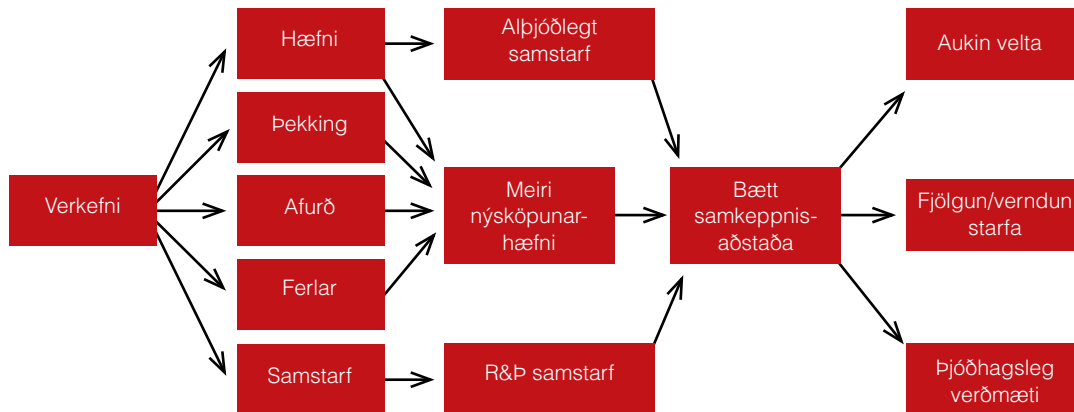 Verkefni
Hæfni
Þekking
Afurð
Ferlar
Samstarf
Alþjóðlegt
samstarf
Meiri
nýsköpunar-
hæfni
R&Þ samstarf
Bætt
samkeppnis-
aðstaða
Aukin velta
Fjölgun/verndun
starfa
Þjóðhagsleg
verðmæti